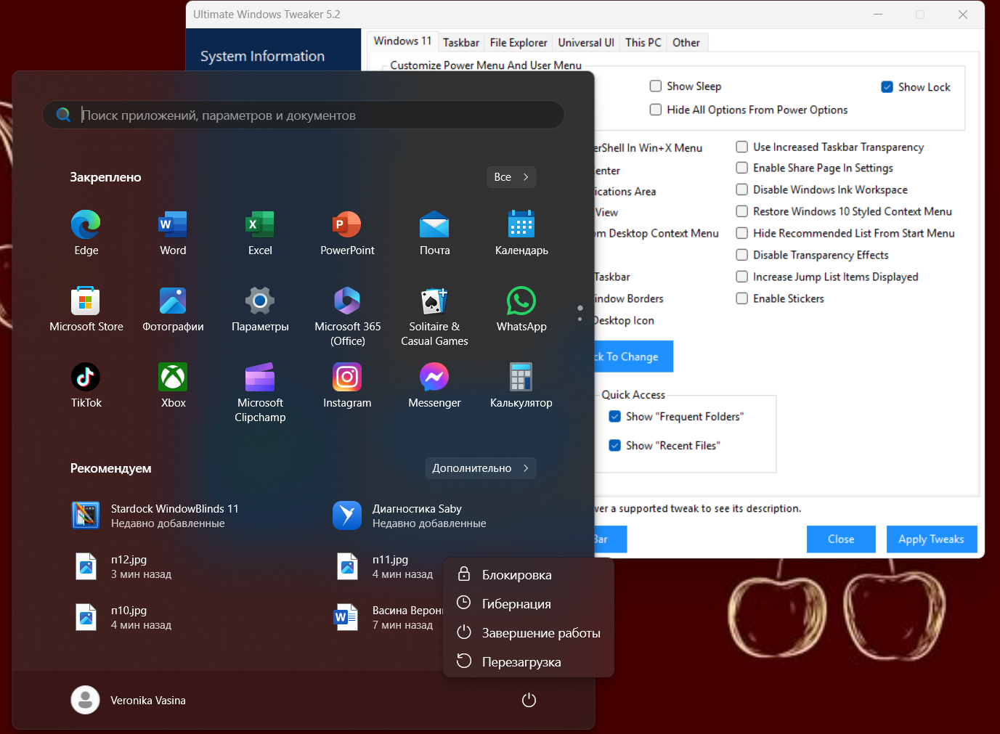 Ultimate Windows Tweaker 5.2
System Information
Windows 11
Taskbar
File Explorer
Universal UI
This PC
Other
Customize Power Menu And User Menu
Show Sleep
Show Lock
Hide All Options From Power Options
erShell In Win+X Menu
Use Increased Taskbar Transparency
enter
Enable Share Page In Settings
ications Area
Disable Windows Ink Workspace
View
Restore Windows 10 Styled Context Menu
om Desktop Context Menu
Hide Recommended List From Start Menu
Disable Transparency Effects
Taskbar
Increase Jump List Items Displayed
indow Borders
Enable Stickers
Desktop Icon
ck To Change
Quick Access
Show "Frequent Folders"
Show "Recent Files"
ver a supported tweak to see its description.
Bar
Close
Apply Tweaks
Поиск приложений, параметров и документов
Закреплено
Все
Edge
Word
Excel
PowerPoint
Почта
Календарь
Microsoft Store
Фотографии
Параметры
Microsoft 365
(Office)
Solitaire &
Casual Games
WhatsApp
TikTok
Xbox
Microsoft
Clipchamp
Instagram
Messenger
Калькулятор
Рекомендуем
Дополнительно
Stardock WindowBlinds 11
Недавно добавленные
Диагностика Saby
Недавно добавленные
п12.jpg
3 мин назад
п11.jpg
4 мин назад
п10.jpg
4 мин назад
Васина Верони
7 мин назад
Блокировка
Гибернация
Завершение работы
Перезагрузка
Veronika Vasina